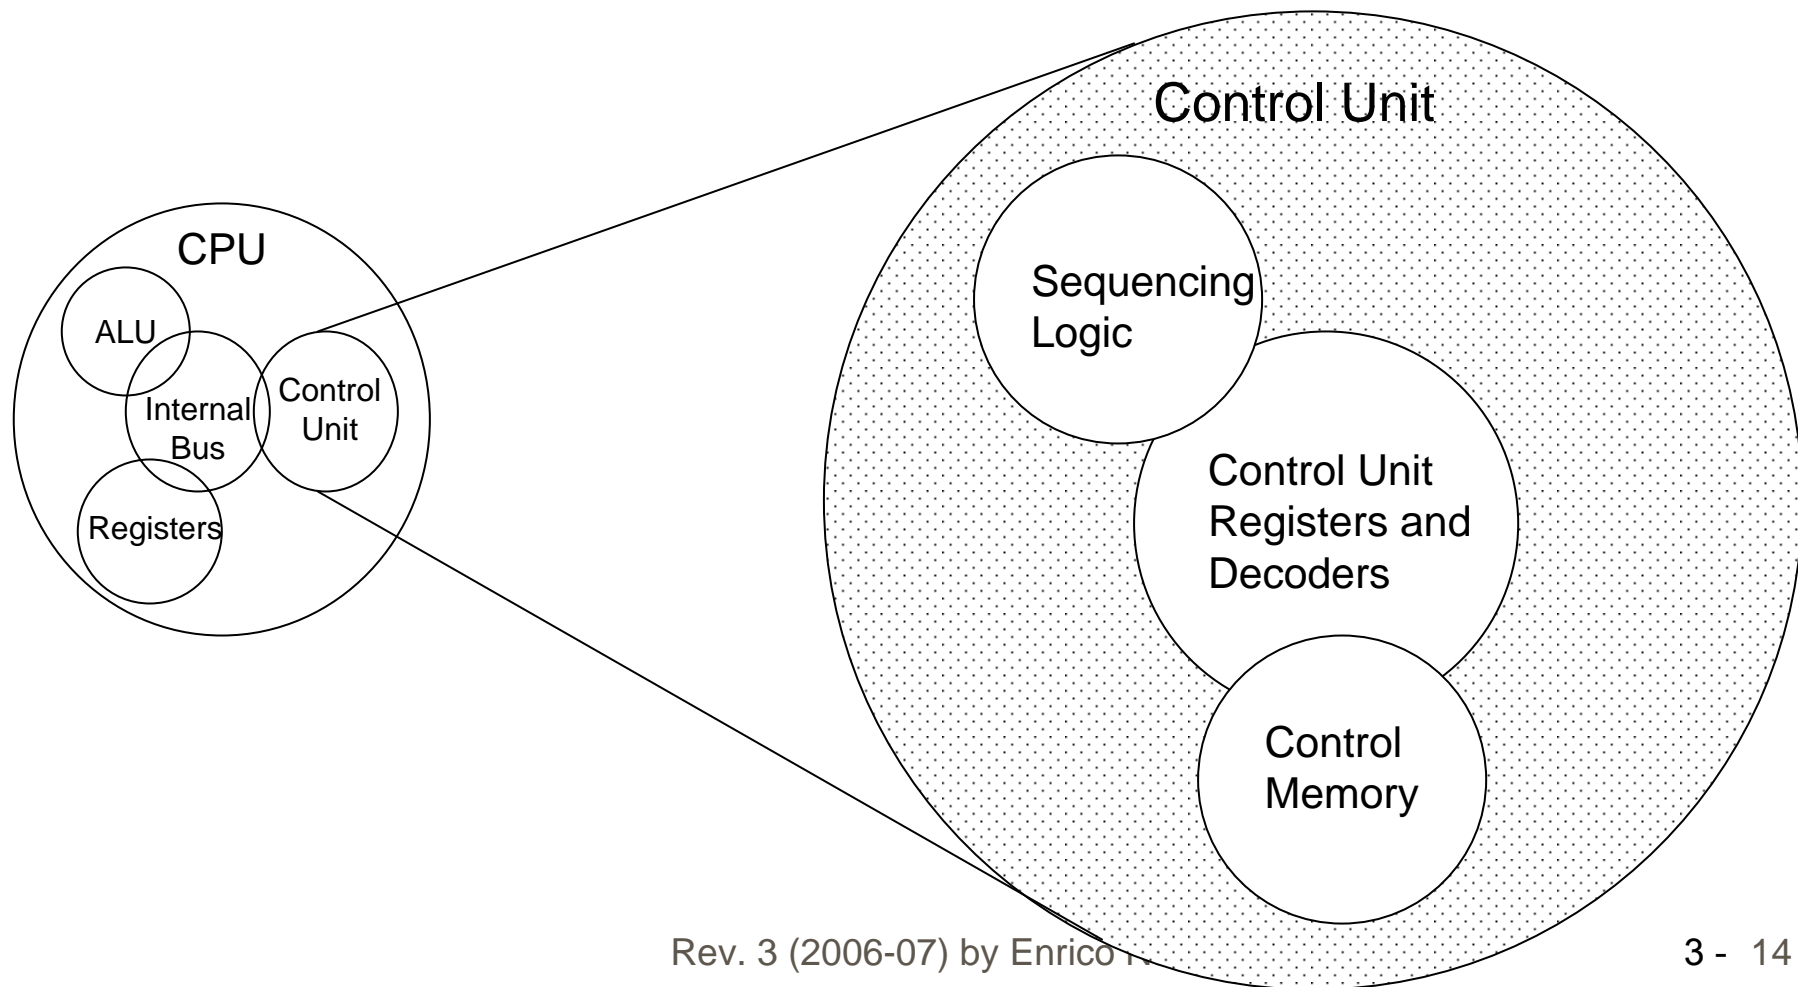 Control Unit
CPU
ALU
Internal
Bus
Control
Unit
Registers
Sequencing
Logic
Control Unit
Registers and
Decoders
Control
Memory
Rev. 3 (2006-07) by Enrico
3 - 14